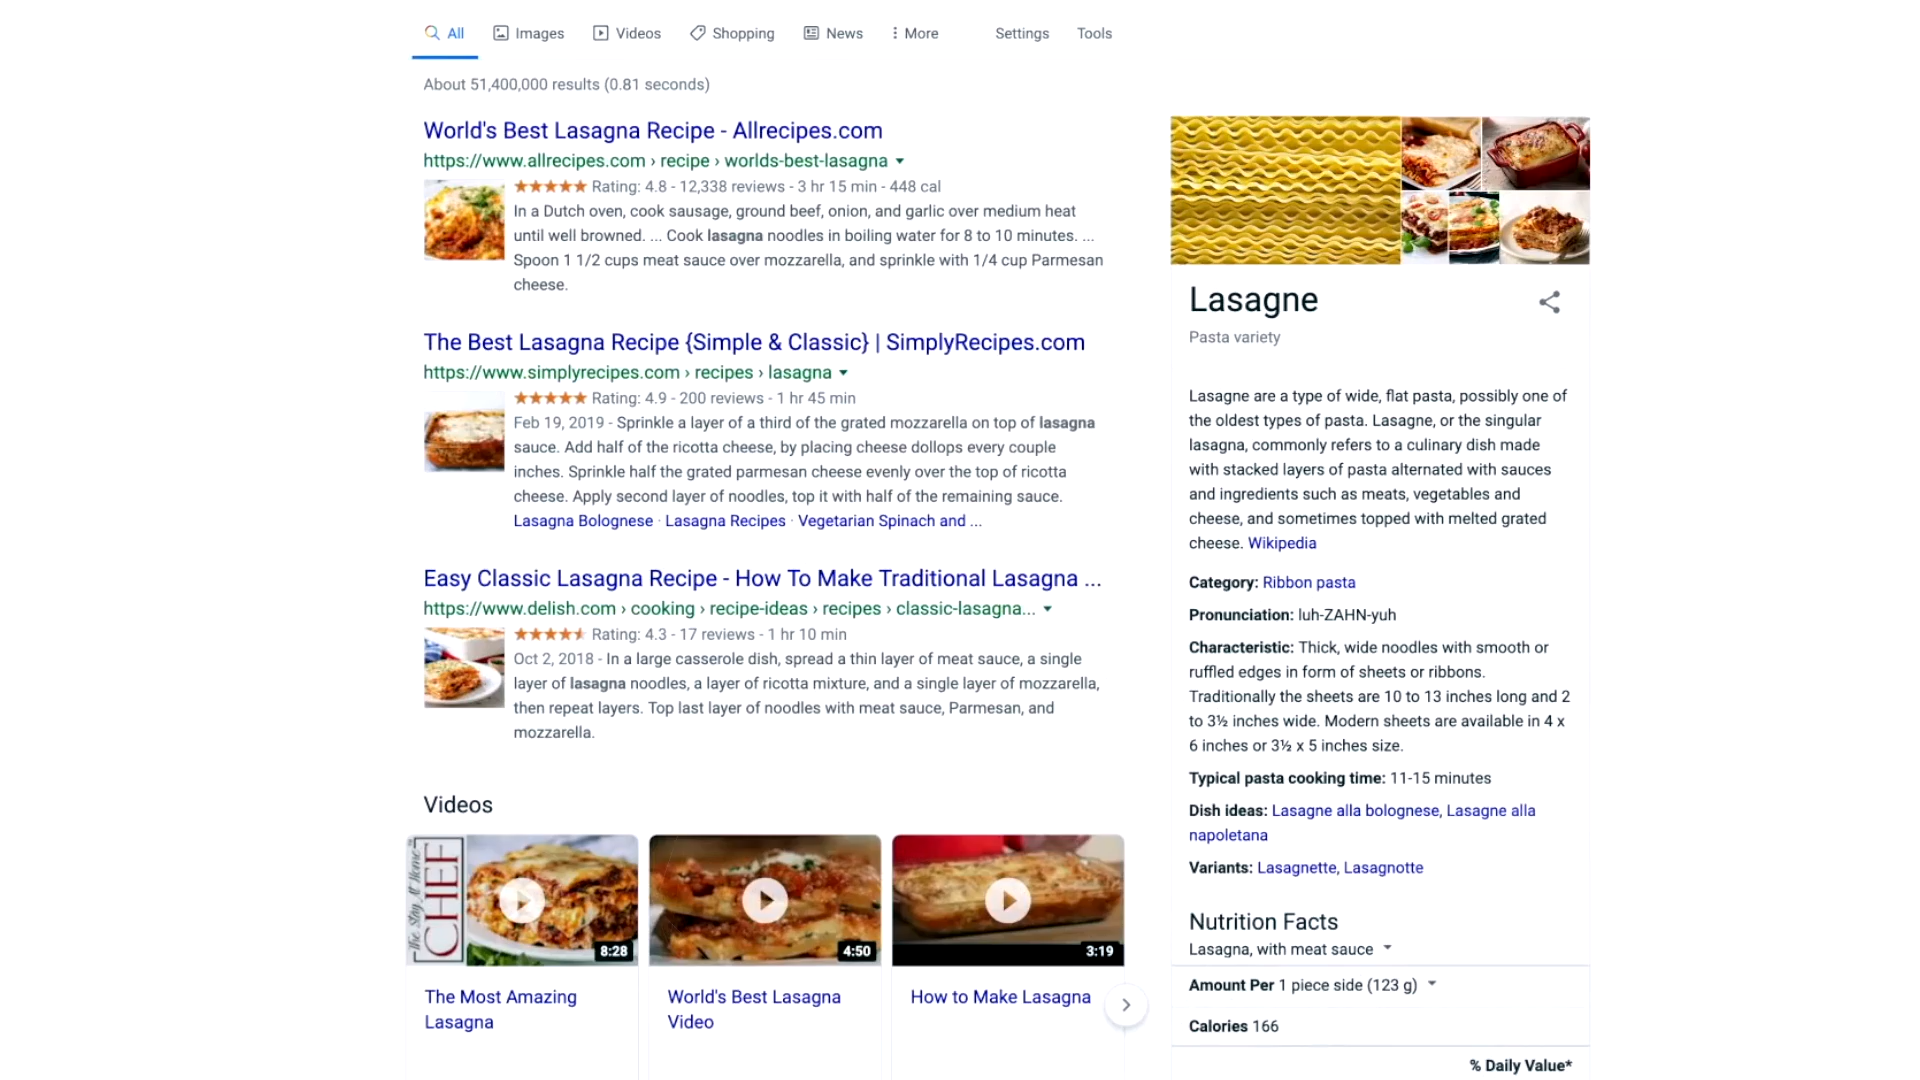 All
Images
Videos
Shopping
News
More
Settings
Tools
About 51,400,000 results (0.81 seconds)
World's Best Lasagna Recipe - Allrecipes.com
https://www.allrecipes.com › recipe › worlds-best-lasagna
Rating: 4.8 - 12,338 reviews - 3 hr 15 min - 448 cal
In a Dutch oven, cook sausage, ground beef, onion, and garlic over medium heat
until well browned. ... Cook lasagna noodles in boiling water for 8 to 10 minutes. ...
Spoon 1 1/2 cups meat sauce over mozzarella, and sprinkle with 1/4 cup Parmesan
cheese.
The Best Lasagna Recipe {Simple & Classic} | SimplyRecipes.com
https://www.simplyrecipes.com › recipes › lasagna
Rating: 4.9 - 200 reviews - 1 hr 45 min
Feb 19, 2019 - Sprinkle a layer of a third of the grated mozzarella on top of lasagna
sauce. Add half of the ricotta cheese, by placing cheese dollops every couple
inches. Sprinkle half the grated parmesan cheese evenly over the top of ricotta
cheese. Apply second layer of noodles, top it with half of the remaining sauce.
Lasagna Bolognese · Lasagna Recipes · Vegetarian Spinach and ...
Easy Classic Lasagna Recipe - How To Make Traditional Lasagna ...
https://www.delish.com › cooking › recipe-ideas › recipes › classic-lasagna...
Rating: 4.3 - 17 reviews - 1 hr 10 min
Oct 2, 2018 - In a large casserole dish, spread a thin layer of meat sauce, a single
layer of lasagna noodles, a layer of ricotta mixture, and a single layer of mozzarella,
then repeat layers. Top last layer of noodles with meat sauce, Parmesan, and
mozzarella.
Videos
The Stay At Home
CHEF
8:28
4:50
3:19
The Most Amazing
Lasagna
World's Best Lasagna
Video
How to Make Lasagna
Lasagne
Pasta variety
Lasagne are a type of wide, flat pasta, possibly one of
the oldest types of pasta. Lasagne, or the singular
lasagna, commonly refers to a culinary dish made
with stacked layers of pasta alternated with sauces
and ingredients such as meats, vegetables and
cheese, and sometimes topped with melted grated
cheese. Wikipedia
Category: Ribbon pasta
Pronunciation: luh-ZAHN-yuh
Characteristic: Thick, wide noodles with smooth or
ruffled edges in form of sheets or ribbons.
Traditionally the sheets are 10 to 13 inches long and 2
to 3½ inches wide. Modern sheets are available in 4 x
6 inches or 3½ x 5 inches size.
Typical pasta cooking time: 11-15 minutes
Dish ideas: Lasagne alla bolognese, Lasagne alla
napoletana
Variants: Lasagnette, Lasagnotte
Nutrition Facts
Lasagna, with meat sauce
Amount Per 1 piece side (123 g)
Calories 166
% Daily Value*